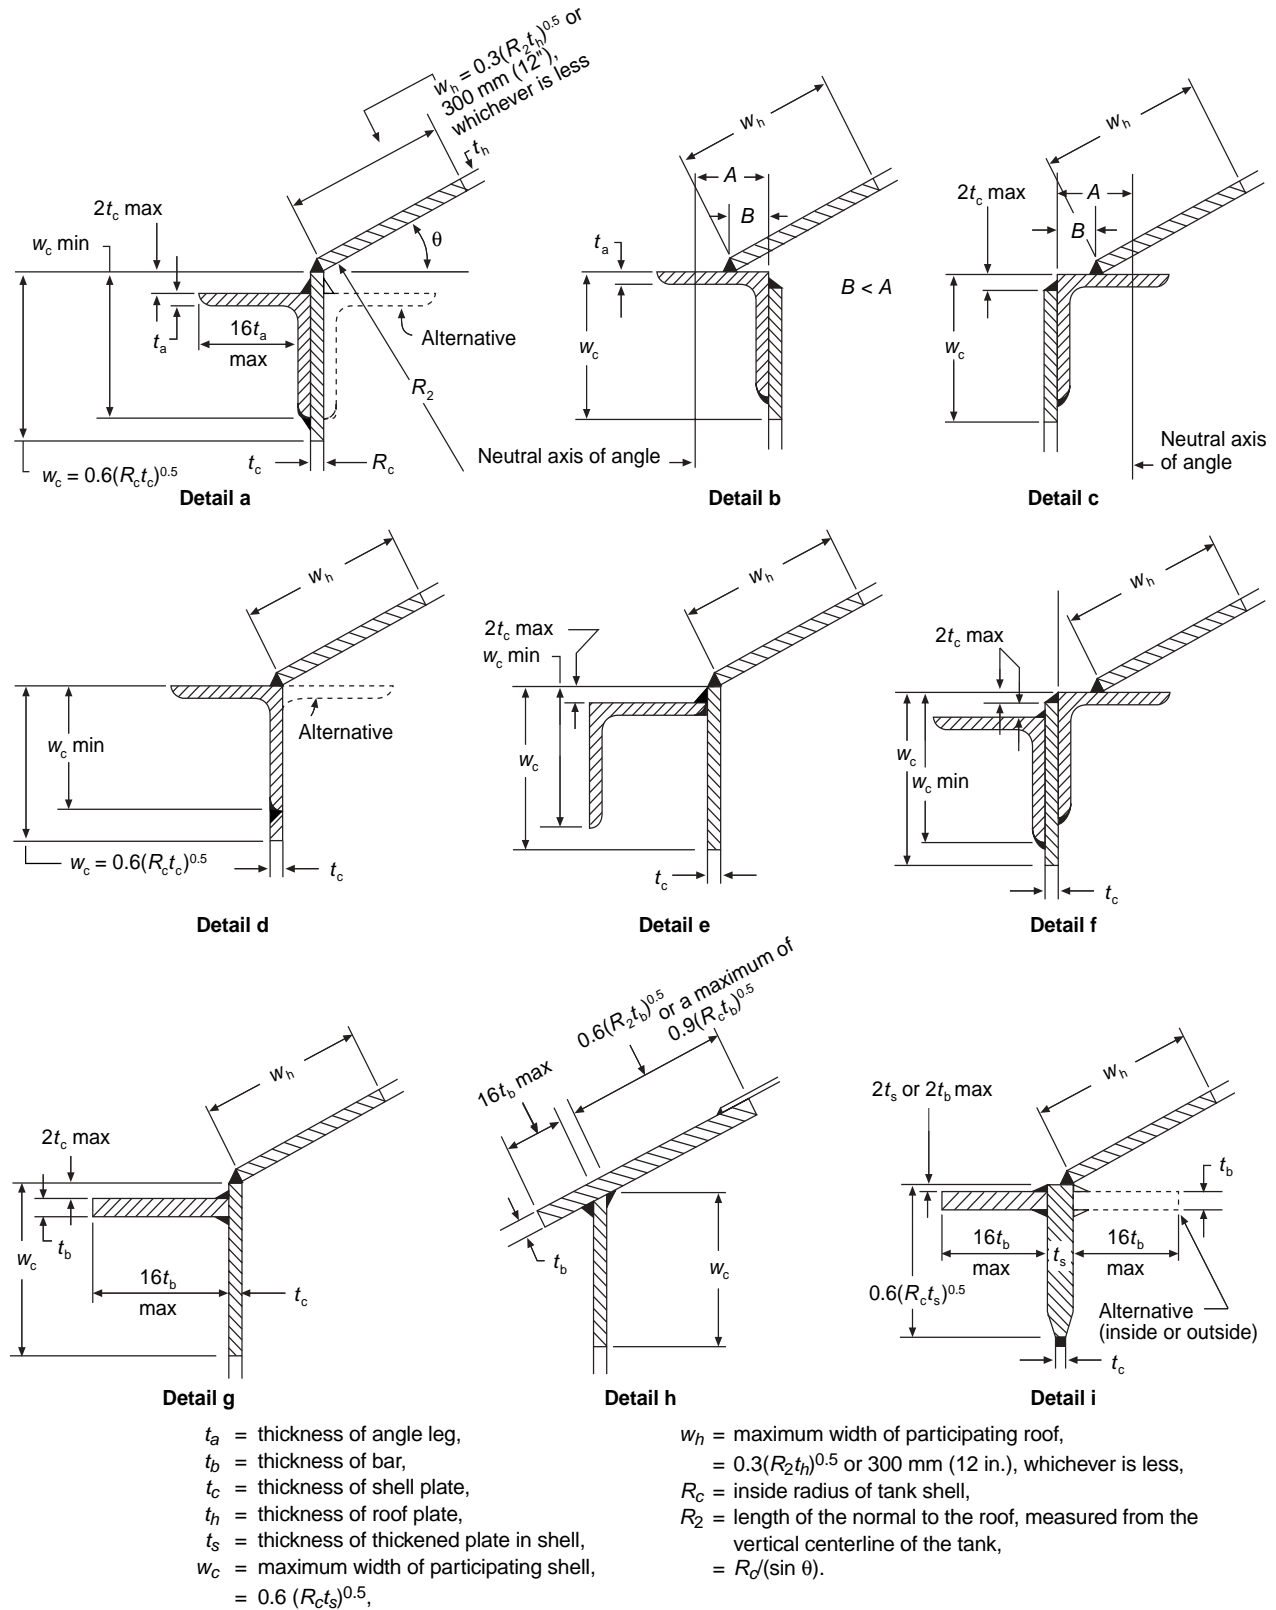 w_h = 0.3(R_2t_h)^0.5 or
300 mm (12"),
whichever is less
t_h
2t_c max
w_c min
θ
t_a
16t_a
max
Alternative
R_2
w_c = 0.6(R_ct_c)^0.5
t_c
R_c
Detail a
w_h
A
B
t_a
w_c
B < A
Neutral axis of angle
Detail b
w_h
2t_c max
A
B
w_c
Neutral axis
of angle
Detail c
w_h
w_c min
Alternative
w_c = 0.6(R_ct_c)^0.5
t_c
Detail d
w_h
2t_c max
w_c min
w_c
t_c
Detail e
w_h
2t_c max
w_c
w_c min
t_c
Detail f
w_h
2t_c max
w_c
t_b
16t_b
max
t_c
Detail g
0.6(R_2t_b)^0.5 or a maximum of
0.9(R_ct_b)^0.5
16t_b max
t_b
w_c
Detail h
w_h
2t_s or 2t_b max
t_b
16t_b
max
t_s
16t_b
max
0.6(R_ct_s)^0.5
Alternative
(inside or outside)
t_c
Detail i
t_a = thickness of angle leg,
t_b = thickness of bar,
t_c = thickness of shell plate,
t_h = thickness of roof plate,
t_s = thickness of thickened plate in shell,
w_c = maximum width of participating shell,
= 0.6 (R_ct_s)^0.5,
w_h = maximum width of participating roof,
= 0.3(R_2t_h)^0.5 or 300 mm (12 in.), whichever is less,
R_c = inside radius of tank shell,
R_2 = length of the normal to the roof, measured from the
vertical centerline of the tank,
= R_c/(sin θ).